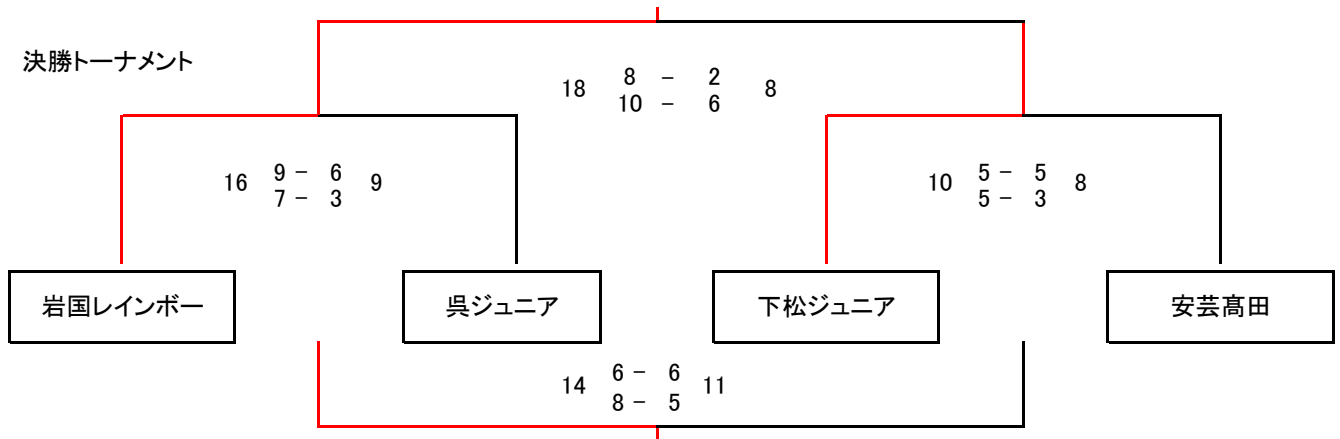 決勝トーナメント
18 8 － 2 8
10 － 6
16 9 － 6 9
7 － 3
10 5 － 5 8
5 － 3
岩国レインボー 呉ジュニア 下松ジュニア 安芸髙田
14 6 － 6 11
8 － 5